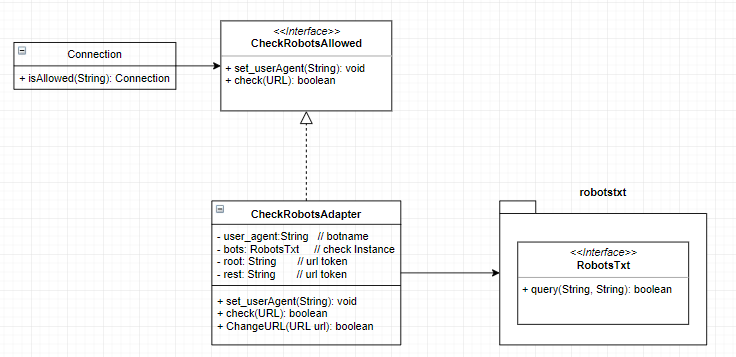 <<Interface>>
CheckRobotsAllowed
+ set_userAgent(String): void
+ check(URL): boolean
Connection
+ isAllowed(String): Connection
CheckRobotsAdapter
- user_agent:String // botname
- bots: RobotsTxt // check Instance
- root: String // url token
- rest: String // url token
+ set_userAgent(String): void
+ check(URL): boolean
+ ChangeURL(URL url): boolean
robotstxt
<<Interface>>
RobotsTxt
+ query(String, String): boolean